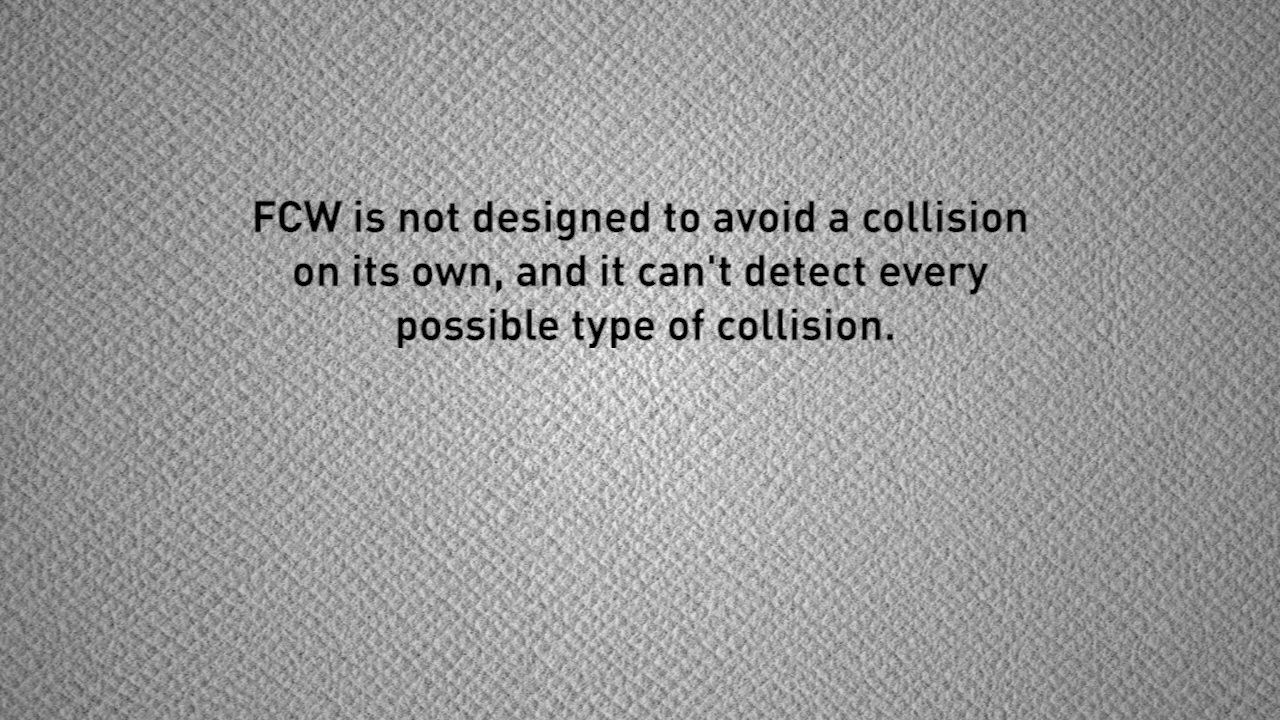 FCW is not designed to avoid a collision
on its own, and it can't detect every
possible type of collision.